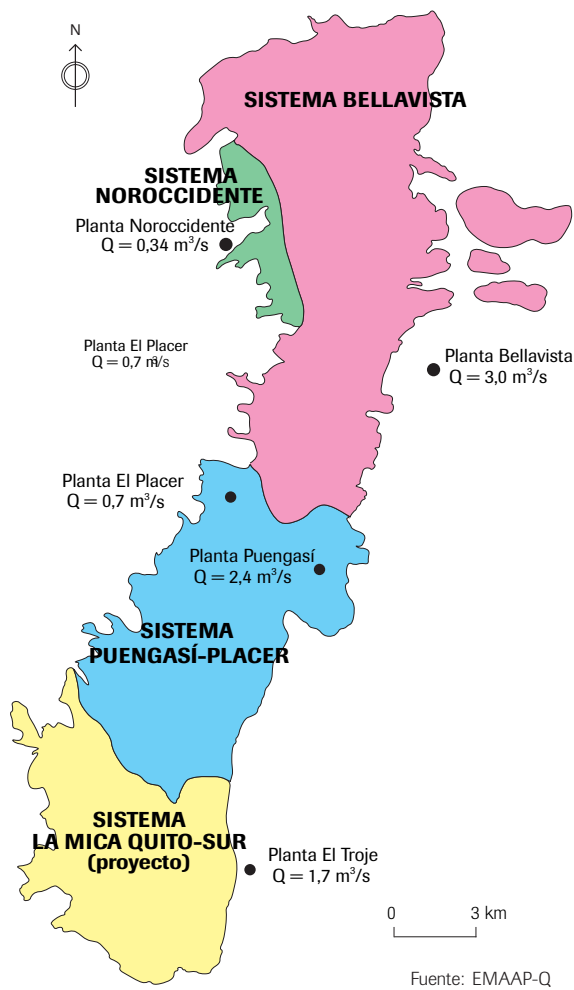 N
SISTEMA BELLAVISTA
SISTEMA
NOROCCIDENTE
Planta Noroccidente
Q = 0,34 m³/s
Planta El Placer
Q = 0,7 m³/s
Planta Bellavista
Q = 3,0 m³/s
Planta El Placer
Q = 0,7 m³/s
Planta Puengasí
Q = 2,4 m³/s
SISTEMA
PUENGASÍ-PLACER
SISTEMA
LA MICA QUITO-SUR
(proyecto)
Planta El Troje
Q = 1,7 m³/s
0 3 km
Fuente: EMAAP-Q